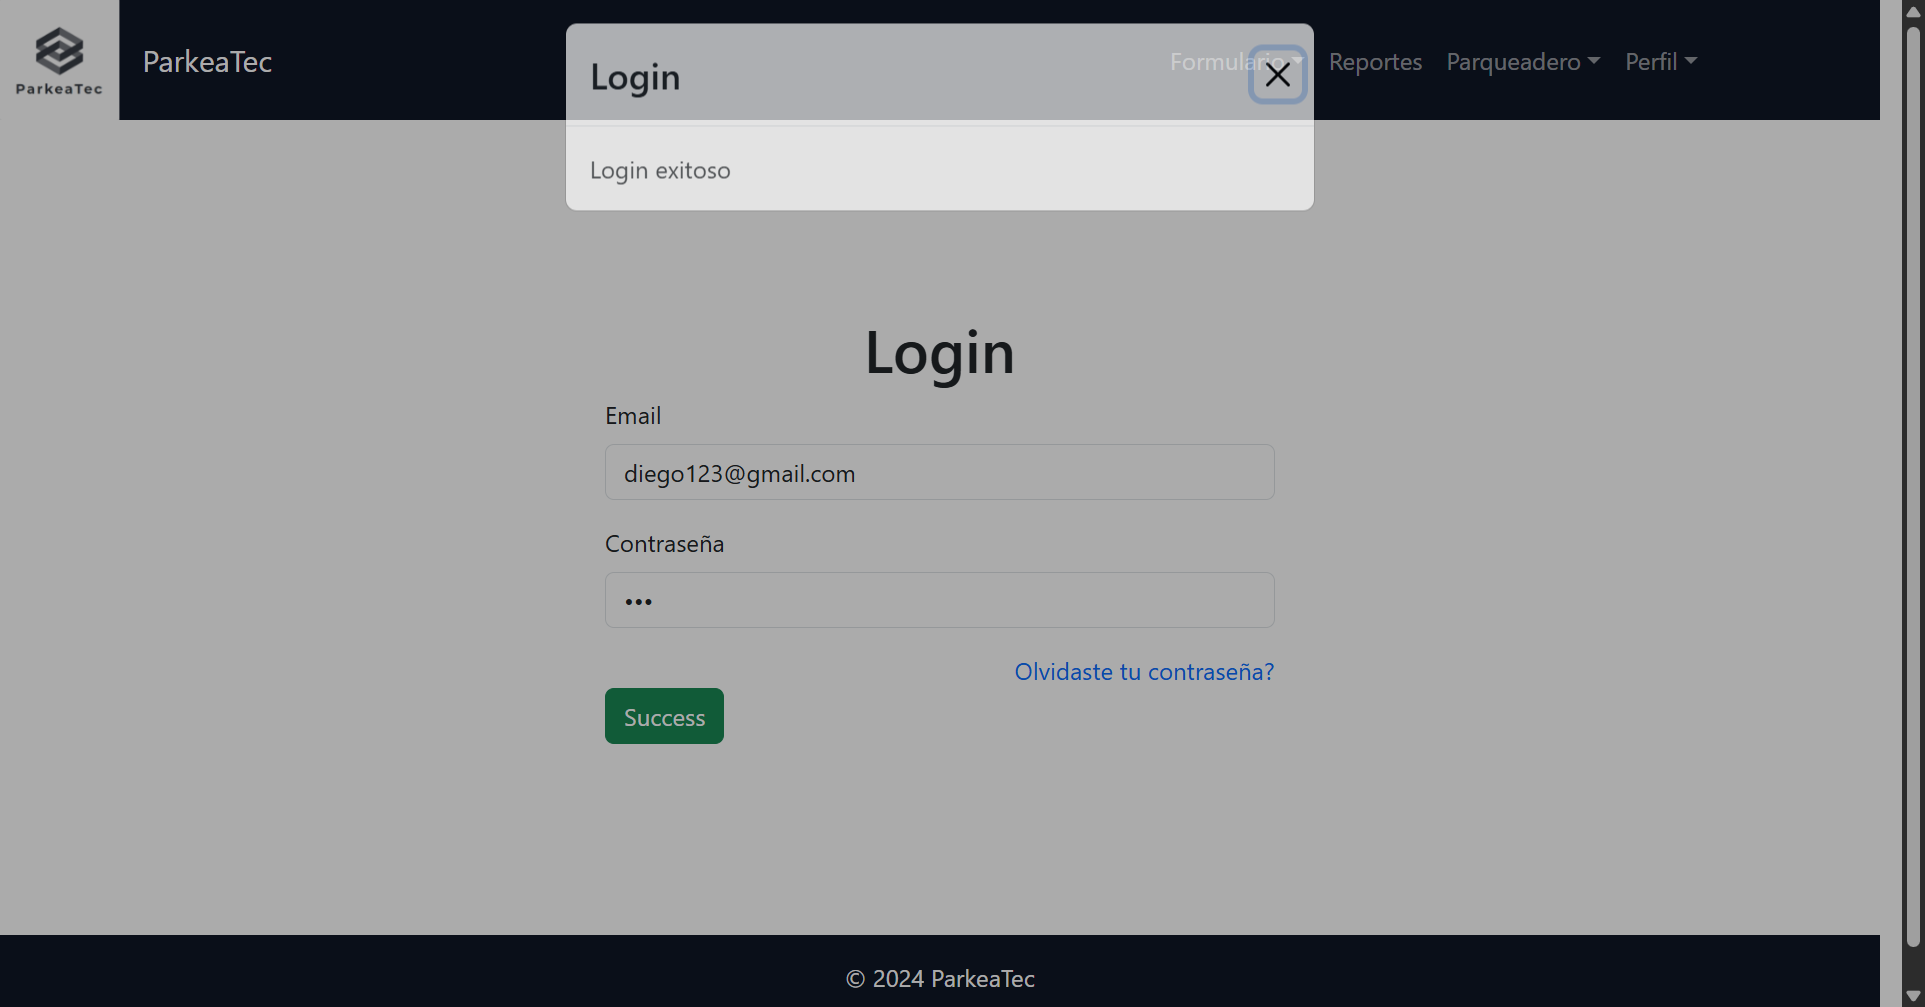 ParkeaTec
ParkeaTec
Formulario Reportes Parqueadero Perfil
Login
Login exitoso
Login
Email
diego123@gmail.com
Contraseña
•••
Olvidaste tu contraseña?
Success
© 2024 ParkeaTec